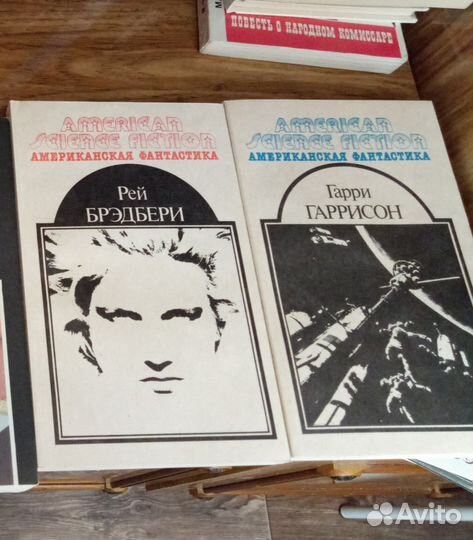 ПОВЕСТЬ О НАРОДНОМ КОМИССАРЕ
AMERICAN
SCIENCE FICTION
АМЕРИКАНСКАЯ ФАНТАСТИКА
Рей
БРЭДБЕРИ
AMERICAN
SCIENCE FICTION
АМЕРИКАНСКАЯ ФАНТАСТИКА
Гарри
ГАРРИСОН
Avito